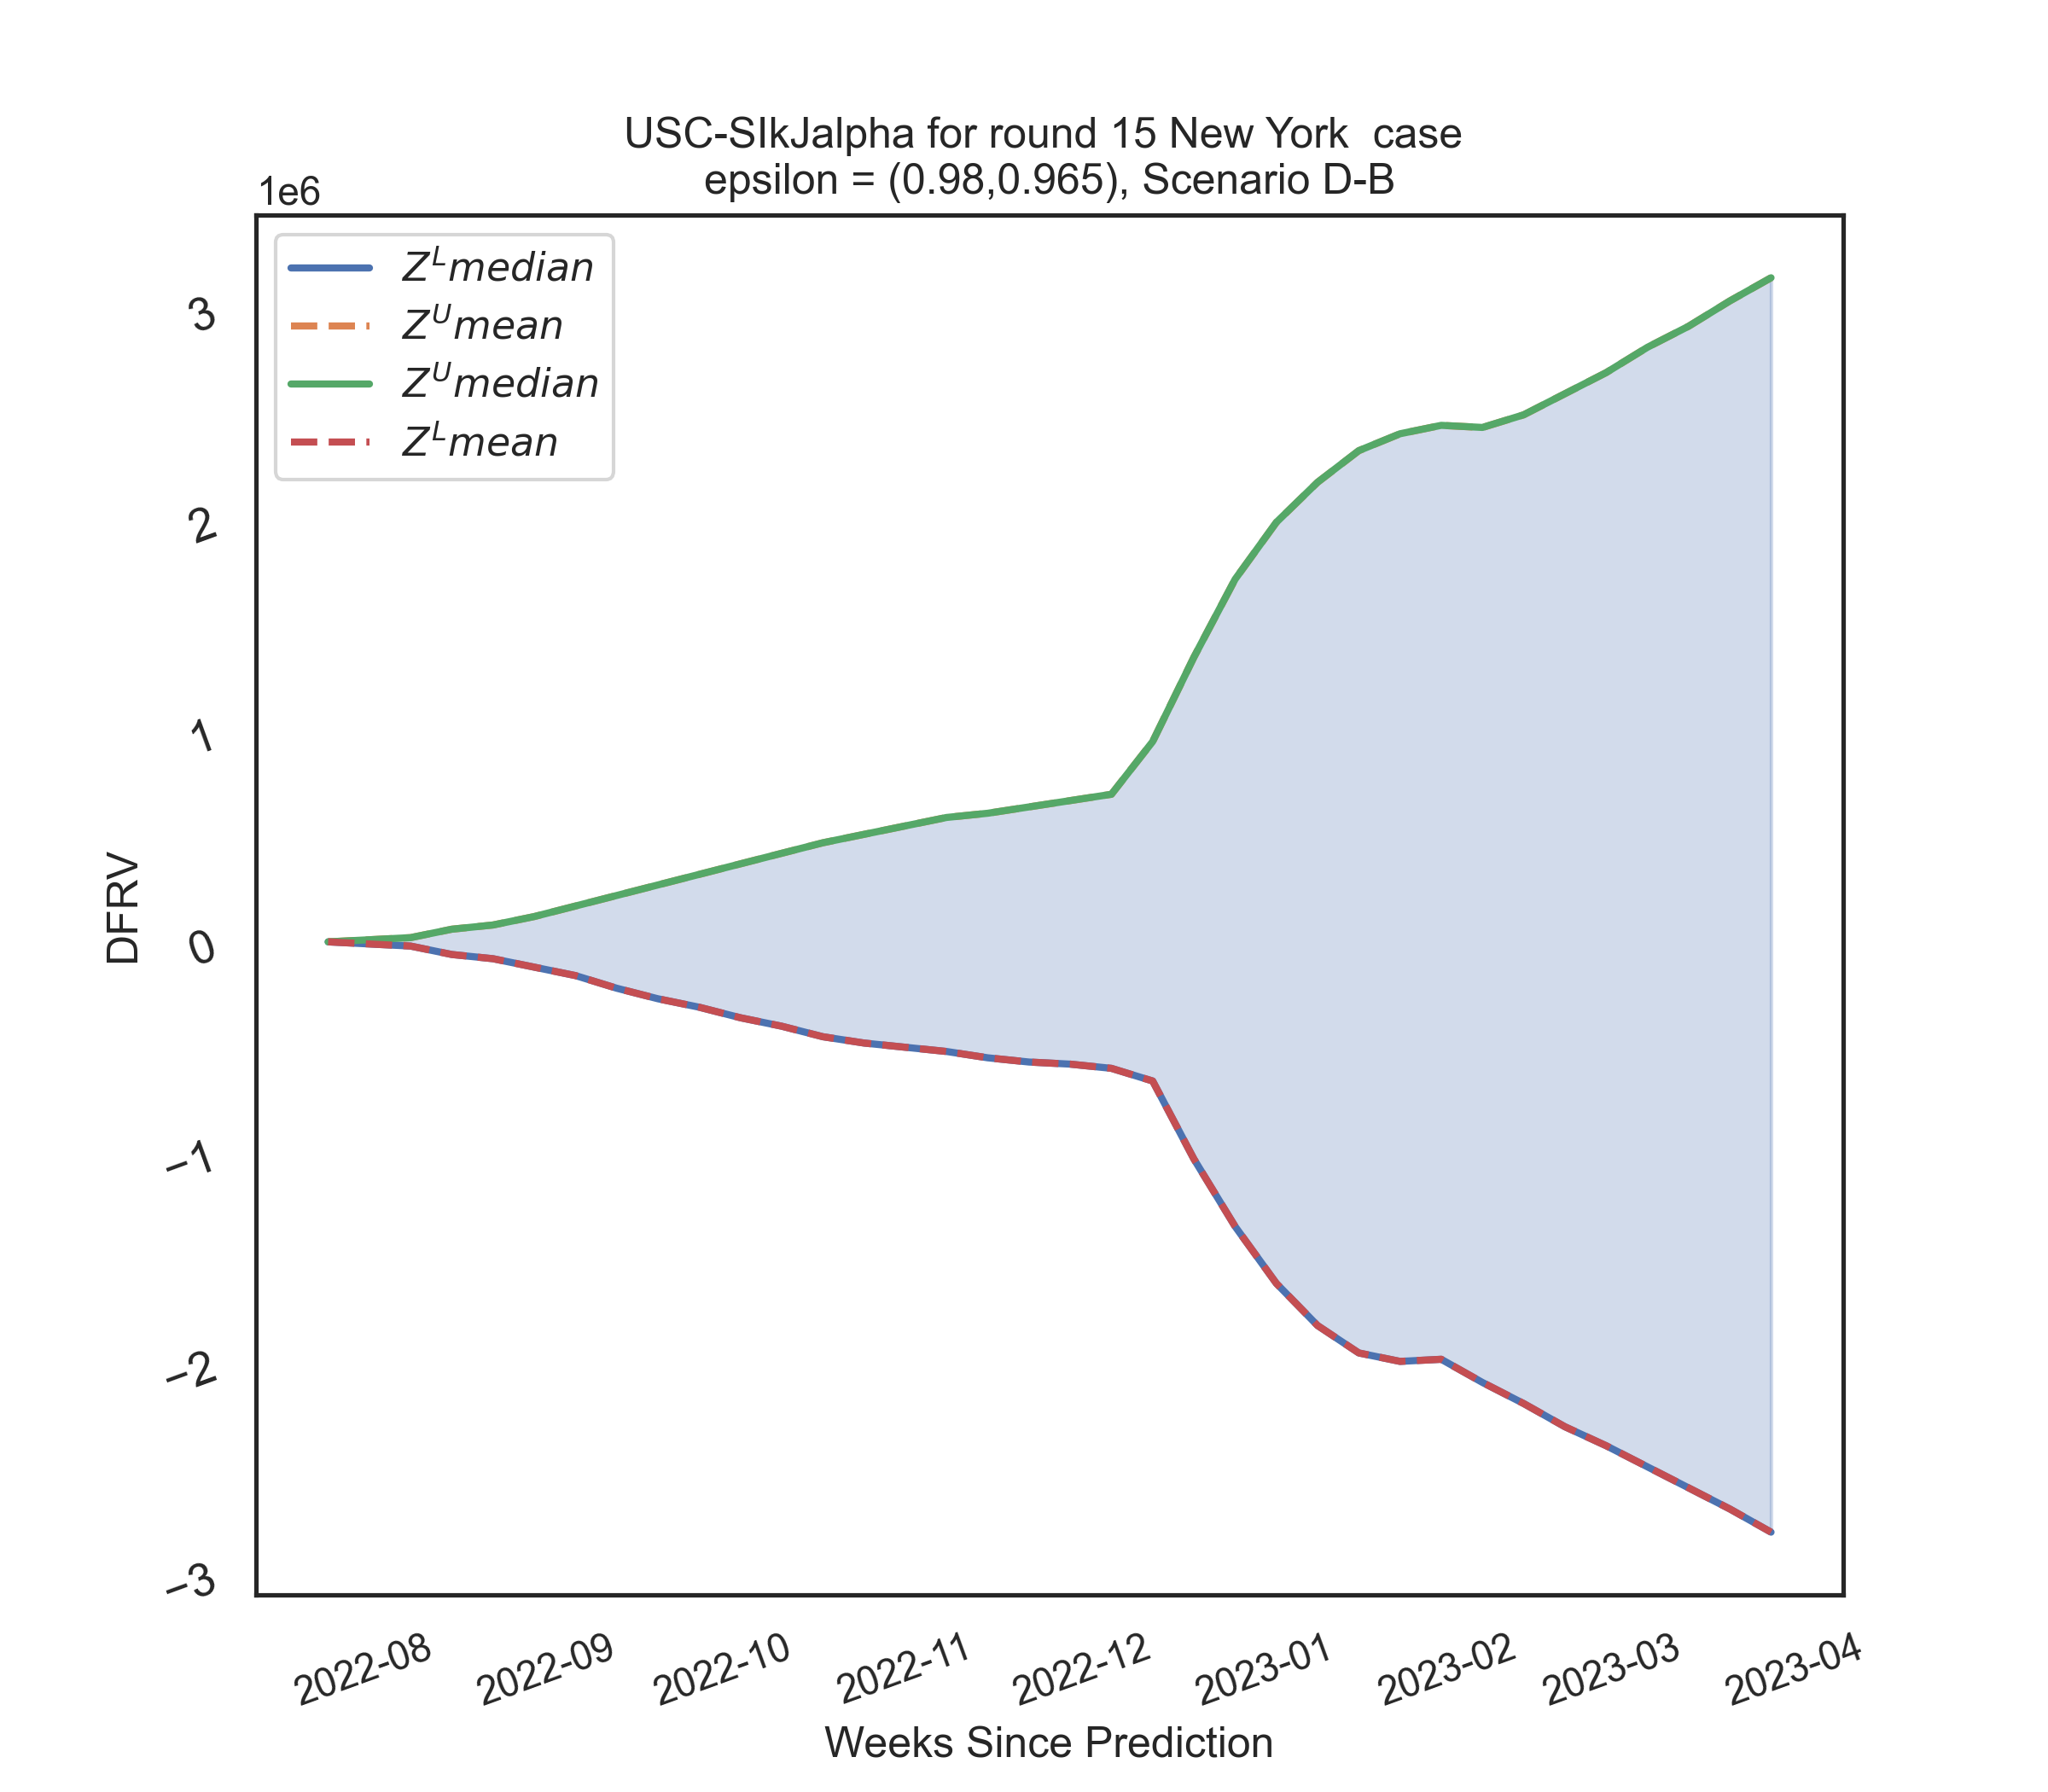 USC-SIkJalpha for round 15 New York  case
epsilon = (0.98,0.965), Scenario D-B
1e6
Z^L median
Z^U mean
Z^U median
Z^L mean
3
2
1
0
−1
−2
−3
DFRV
2022-08
2022-09
2022-10
2022-11
2022-12
2023-01
2023-02
2023-03
2023-04
Weeks Since Prediction